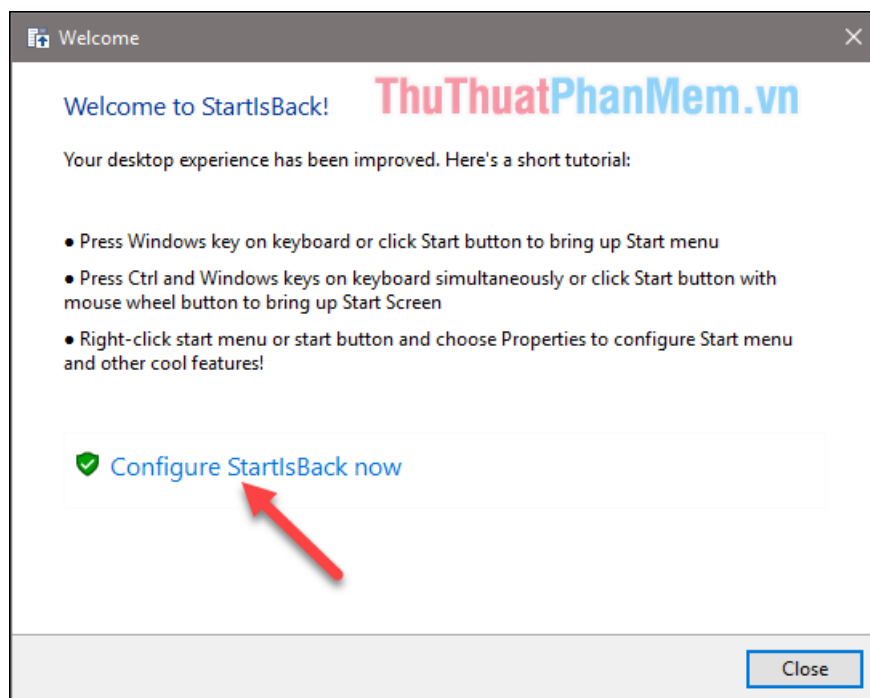 Welcome
Welcome to StartIsBack!
ThuThuatPhanMem.vn
Your desktop experience has been improved. Here's a short tutorial:
● Press Windows key on keyboard or click Start button to bring up Start menu
● Press Ctrl and Windows keys on keyboard simultaneously or click Start button with
mouse wheel button to bring up Start Screen
● Right-click start menu or start button and choose Properties to configure Start menu
and other cool features!
Configure StartIsBack now
Close